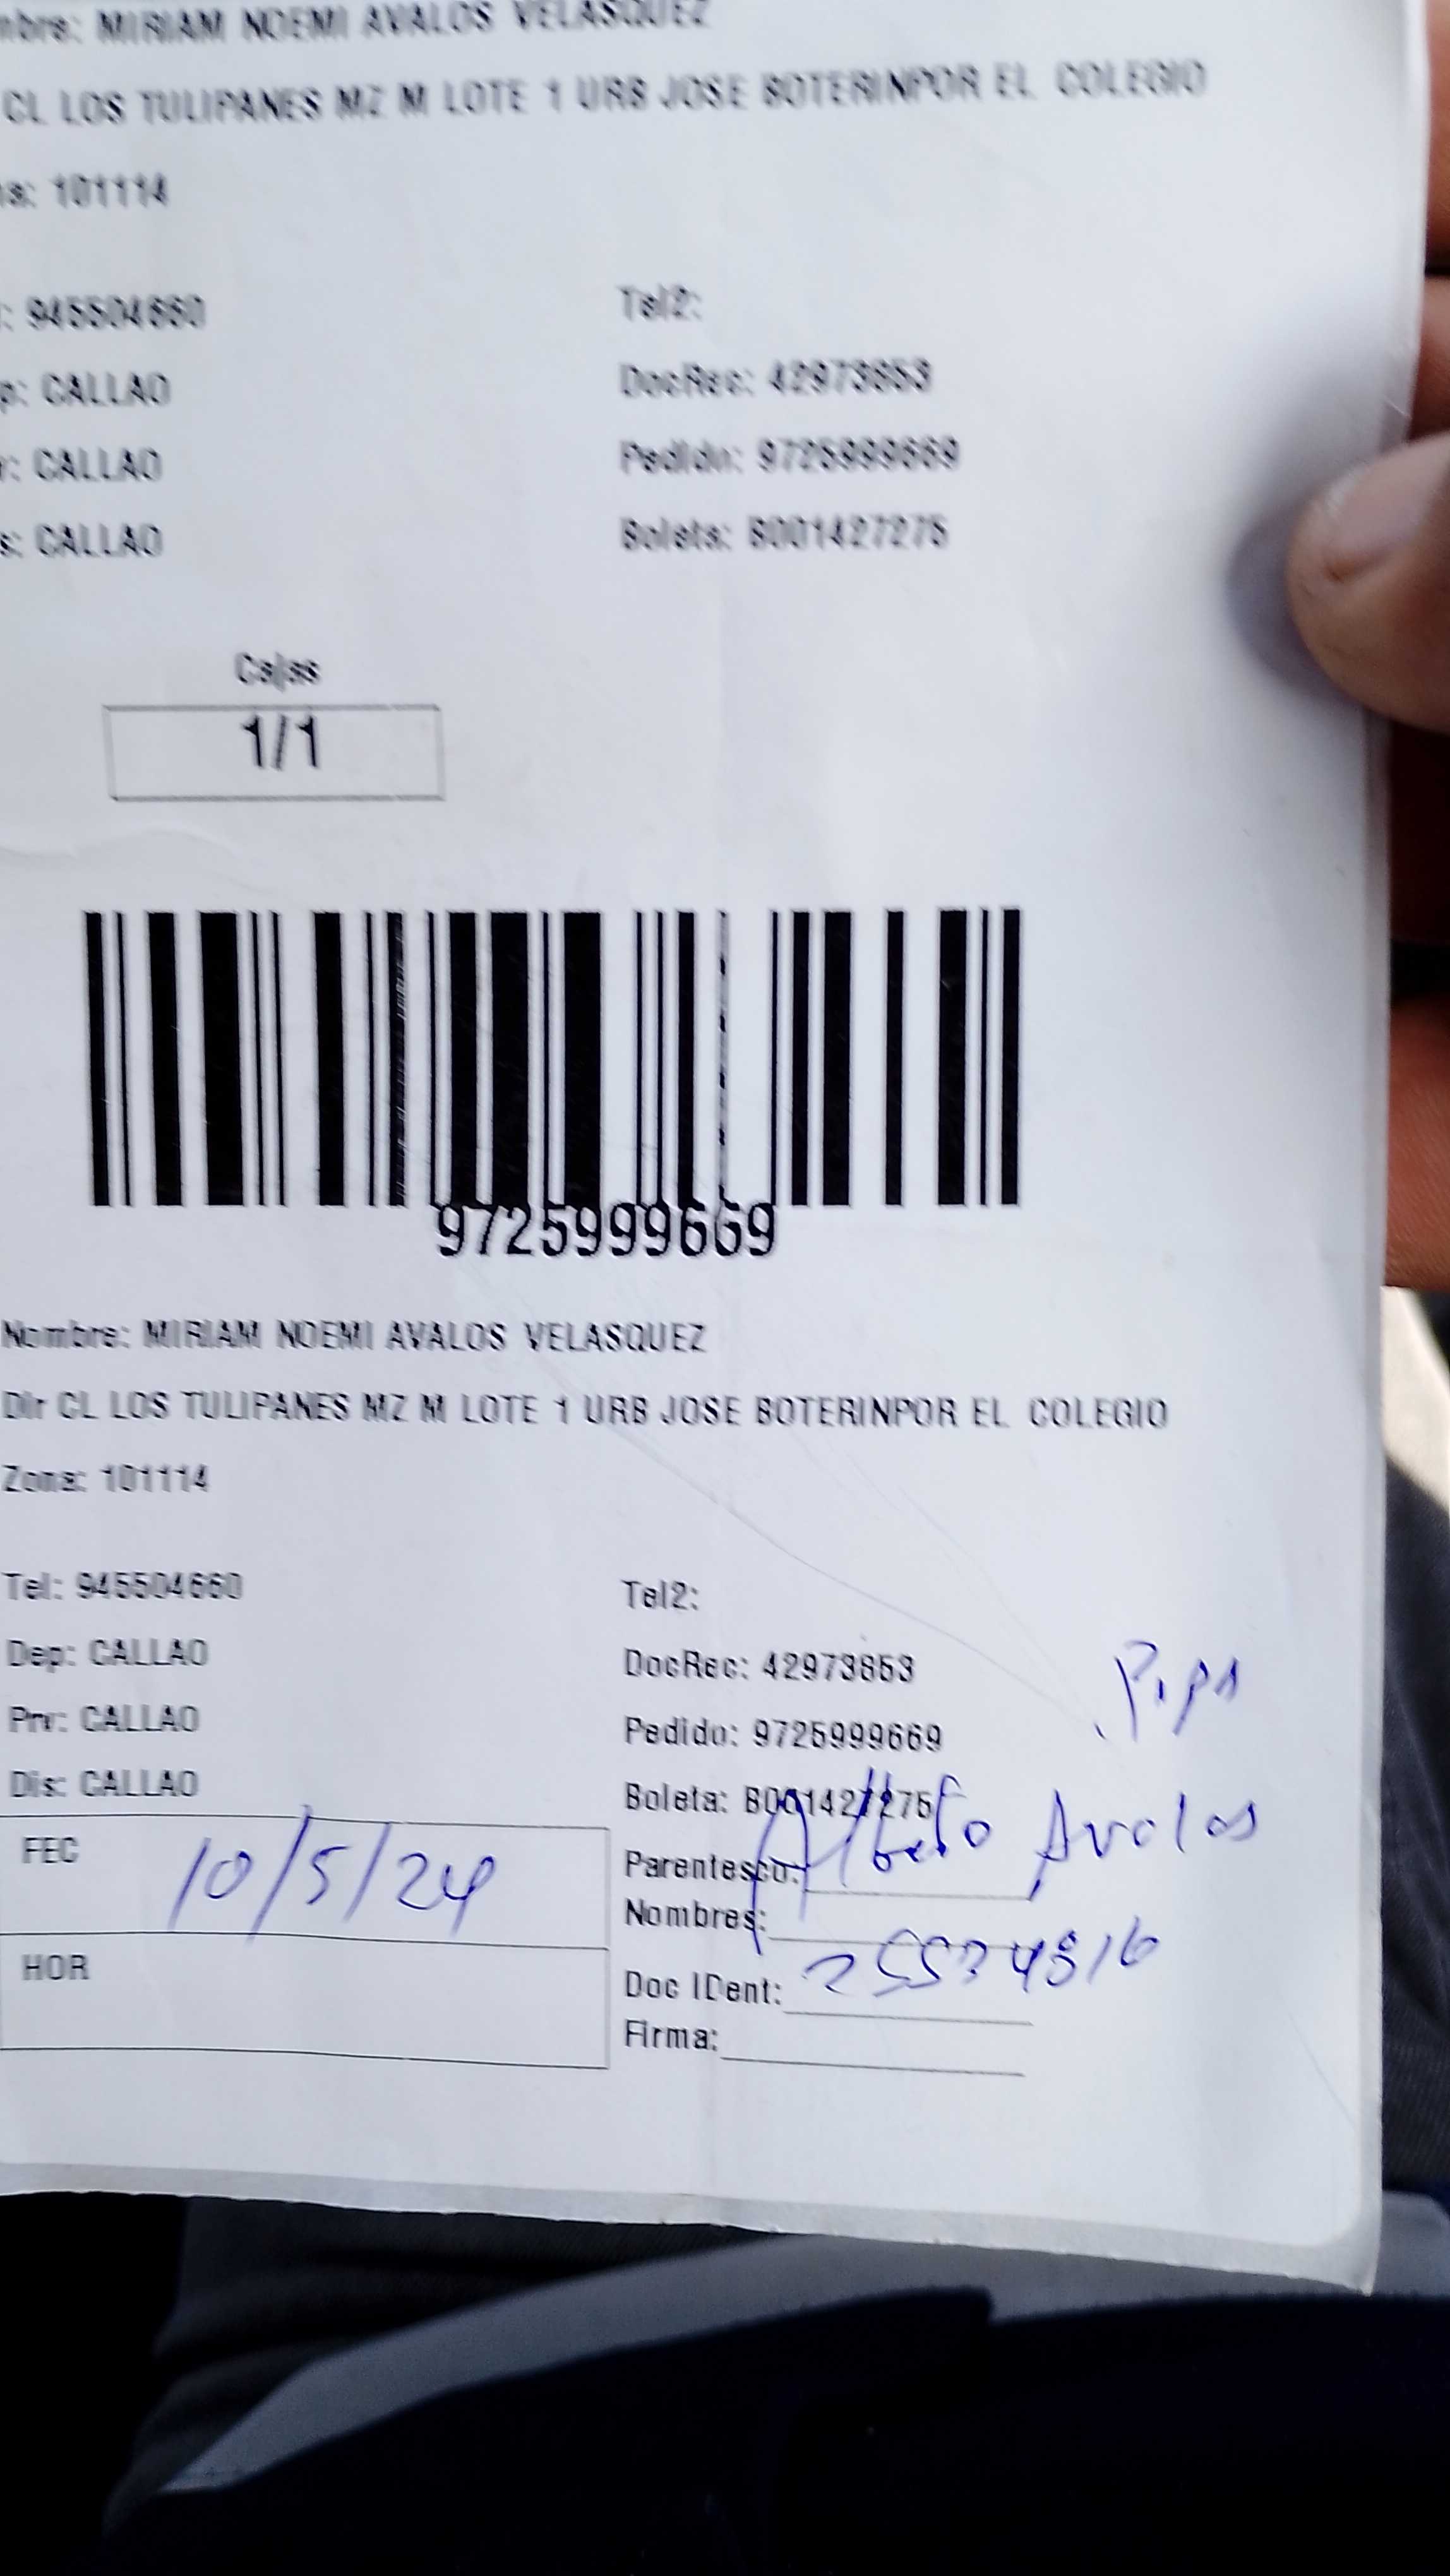 mbre: MIRIAM NOEMI AVALOS VELASQUEZ
CL LOS TULIPANES MZ M LOTE 1 URB JOSE BOTERINPOR EL COLEGIO
na: 101114
: 945504660
Tel2:
p: CALLAO
DocRec: 42973853
v: CALLAO
Pedido: 9725999669
s: CALLAO
Boleta: B001427275
Cajas
1/1
9725999669
Nombre: MIRIAM NOEMI AVALOS VELASQUEZ
Dir CL LOS TULIPANES MZ M LOTE 1 URB JOSE BOTERINPOR EL COLEGIO
Zona: 101114
Tel: 945504660
Tel2:
Dep: CALLAO
DocRec: 42973853
Prv: CALLAO
Pedido: 9725999669
Dis: CALLAO
Boleta: B001427275
FEC 10/5/24
Parentesco: Papa
Nombres: Alberto Avalos
HOR
Doc IDent:
Firma: